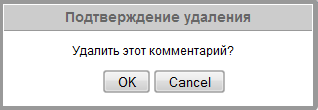 Подтверждение удаления
Удалить этот комментарий?
OK Cancel